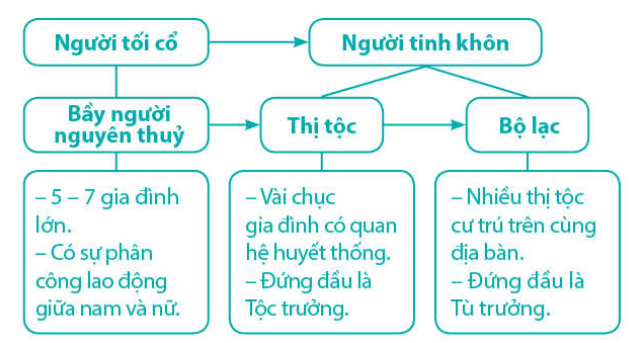 Người tối cổ
Người tinh khôn
Bầy người
nguyên thuỷ
Thị tộc
Bộ lạc
– 5 – 7 gia đình
lớn.
– Có sự phân
công lao động
giữa nam và nữ.
– Vài chục
gia đình có quan
hệ huyết thống.
– Đứng đầu là
Tộc trưởng.
– Nhiều thị tộc
cư trú trên cùng
địa bàn.
– Đứng đầu là
Tù trưởng.